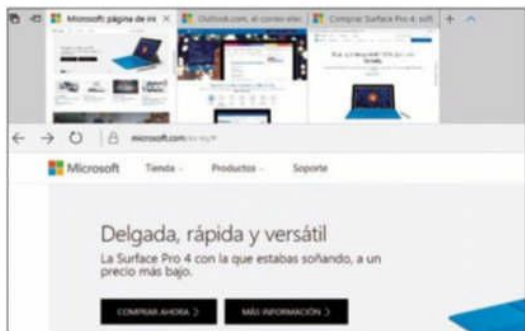 Microsoft: página de ini
Outlook.com, el correo elec
Comprar Surface Pro 4: soft
microsoft.com
Microsoft Tienda Productos Soporte
Delgada, rápida y versátil
La Surface Pro 4 con la que estabas soñando, a un
precio más bajo.
COMPRAR AHORA > MÁS INFORMACIÓN >